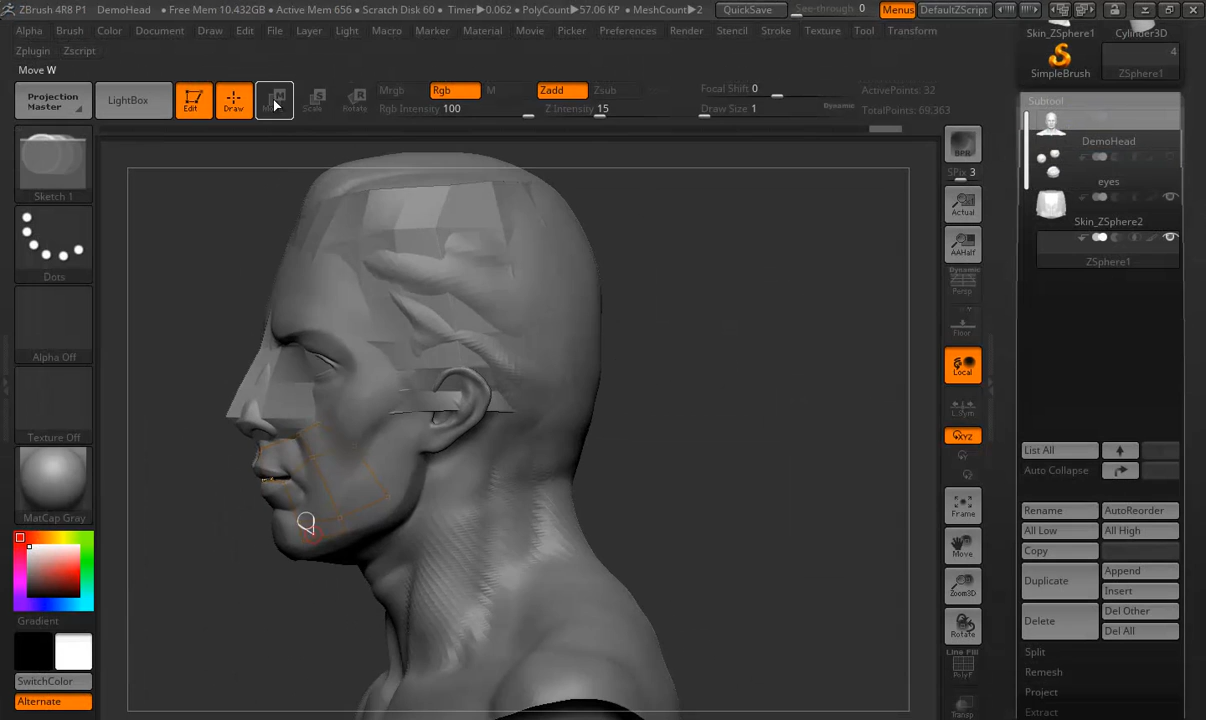 ZBrush 4R8 P1 DemoHead • Free Mem 10.432GB • Active Mem 656 • Scratch Disk 60 • Timer▶0.062 • PolyCount▶57.06 KP • MeshCount▶2 QuickSave See-through 0 Menus DefaultZScript
Alpha Brush Color Document Draw Edit File Layer Light Macro Marker Material Movie Picker Preferences Render Stencil Stroke Texture Tool Transform
Zplugin Zscript
Move W
Projection Master LightBox Edit Draw Move Scale Rotate
Mrgb Rgb M Zadd Zsub Focal Shift 0 ActivePoints: 32
Rgb Intensity 100 Z Intensity 15 Draw Size 1 Dynamic TotalPoints: 69,363
Sketch 1
Dots
Alpha Off
Texture Off
MatCap Gray
Gradient
SwitchColor
Alternate
BPR
SPix 3
Actual
AAHalf
Dynamic
Persp
Floor
Local
L.Sym
XYZ
Frame
Move
Zoom3D
Rotate
Line Fill
PolyF
Transp
Skin_ZSphere1 Cylinder3D
4
SimpleBrush ZSphere1
Subtool
DemoHead
eyes
Skin_ZSphere2
ZSphere1
List All
Auto Collapse
Rename AutoReorder
All Low All High
Copy
Duplicate Append
Insert
Delete Del Other
Del All
Split
Remesh
Project
Extract